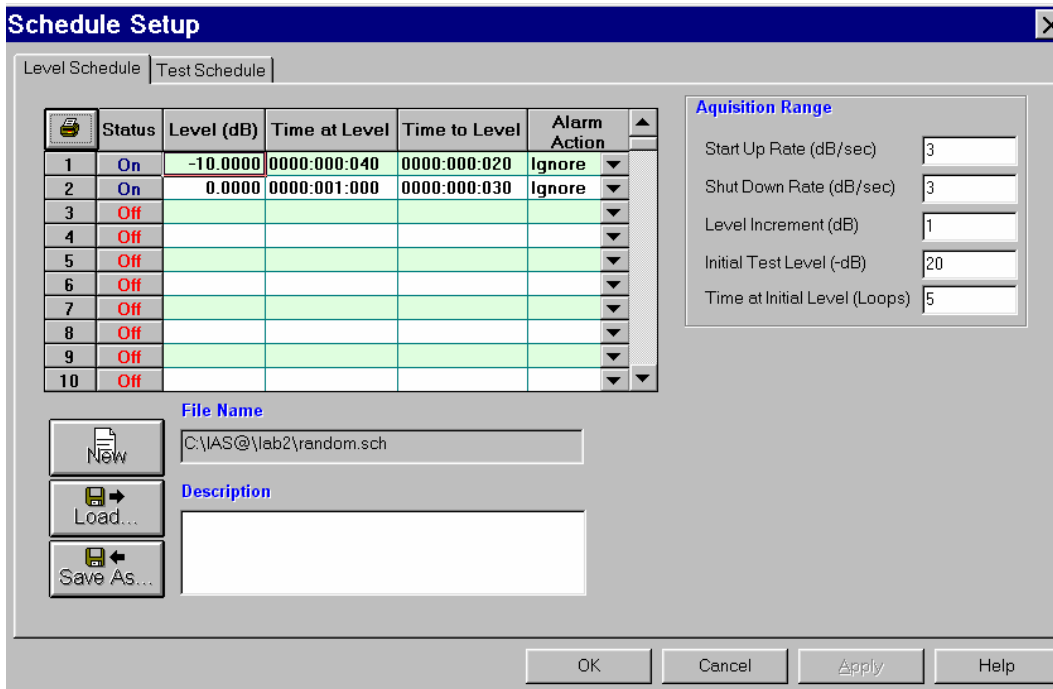 Schedule Setup
Level Schedule Test Schedule
Status Level (dB) Time at Level Time to Level Alarm Action
1 On -10.0000 0000:000:040 0000:000:020 Ignore
2 On 0.0000 0000:001:000 0000:000:030 Ignore
3 Off
4 Off
5 Off
6 Off
7 Off
8 Off
9 Off
10 Off
Aquisition Range
Start Up Rate (dB/sec) 3
Shut Down Rate (dB/sec) 3
Level Increment (dB) 1
Initial Test Level (-dB) 20
Time at Initial Level (Loops) 5
New
Load...
Save As...
File Name
C:\IAS@\lab2\random.sch
Description
OK Cancel Apply Help